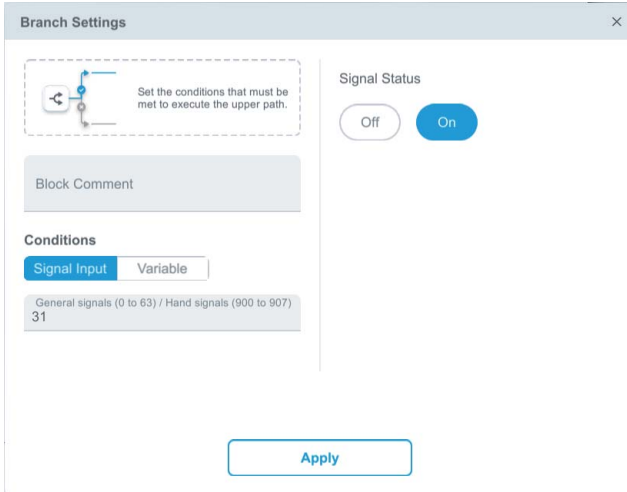 Branch Settings
Set the conditions that must be
met to execute the upper path.
Block Comment
Conditions
Signal Input
Variable
General signals (0 to 63) / Hand signals (900 to 907)
31
Signal Status
Off
On
Apply